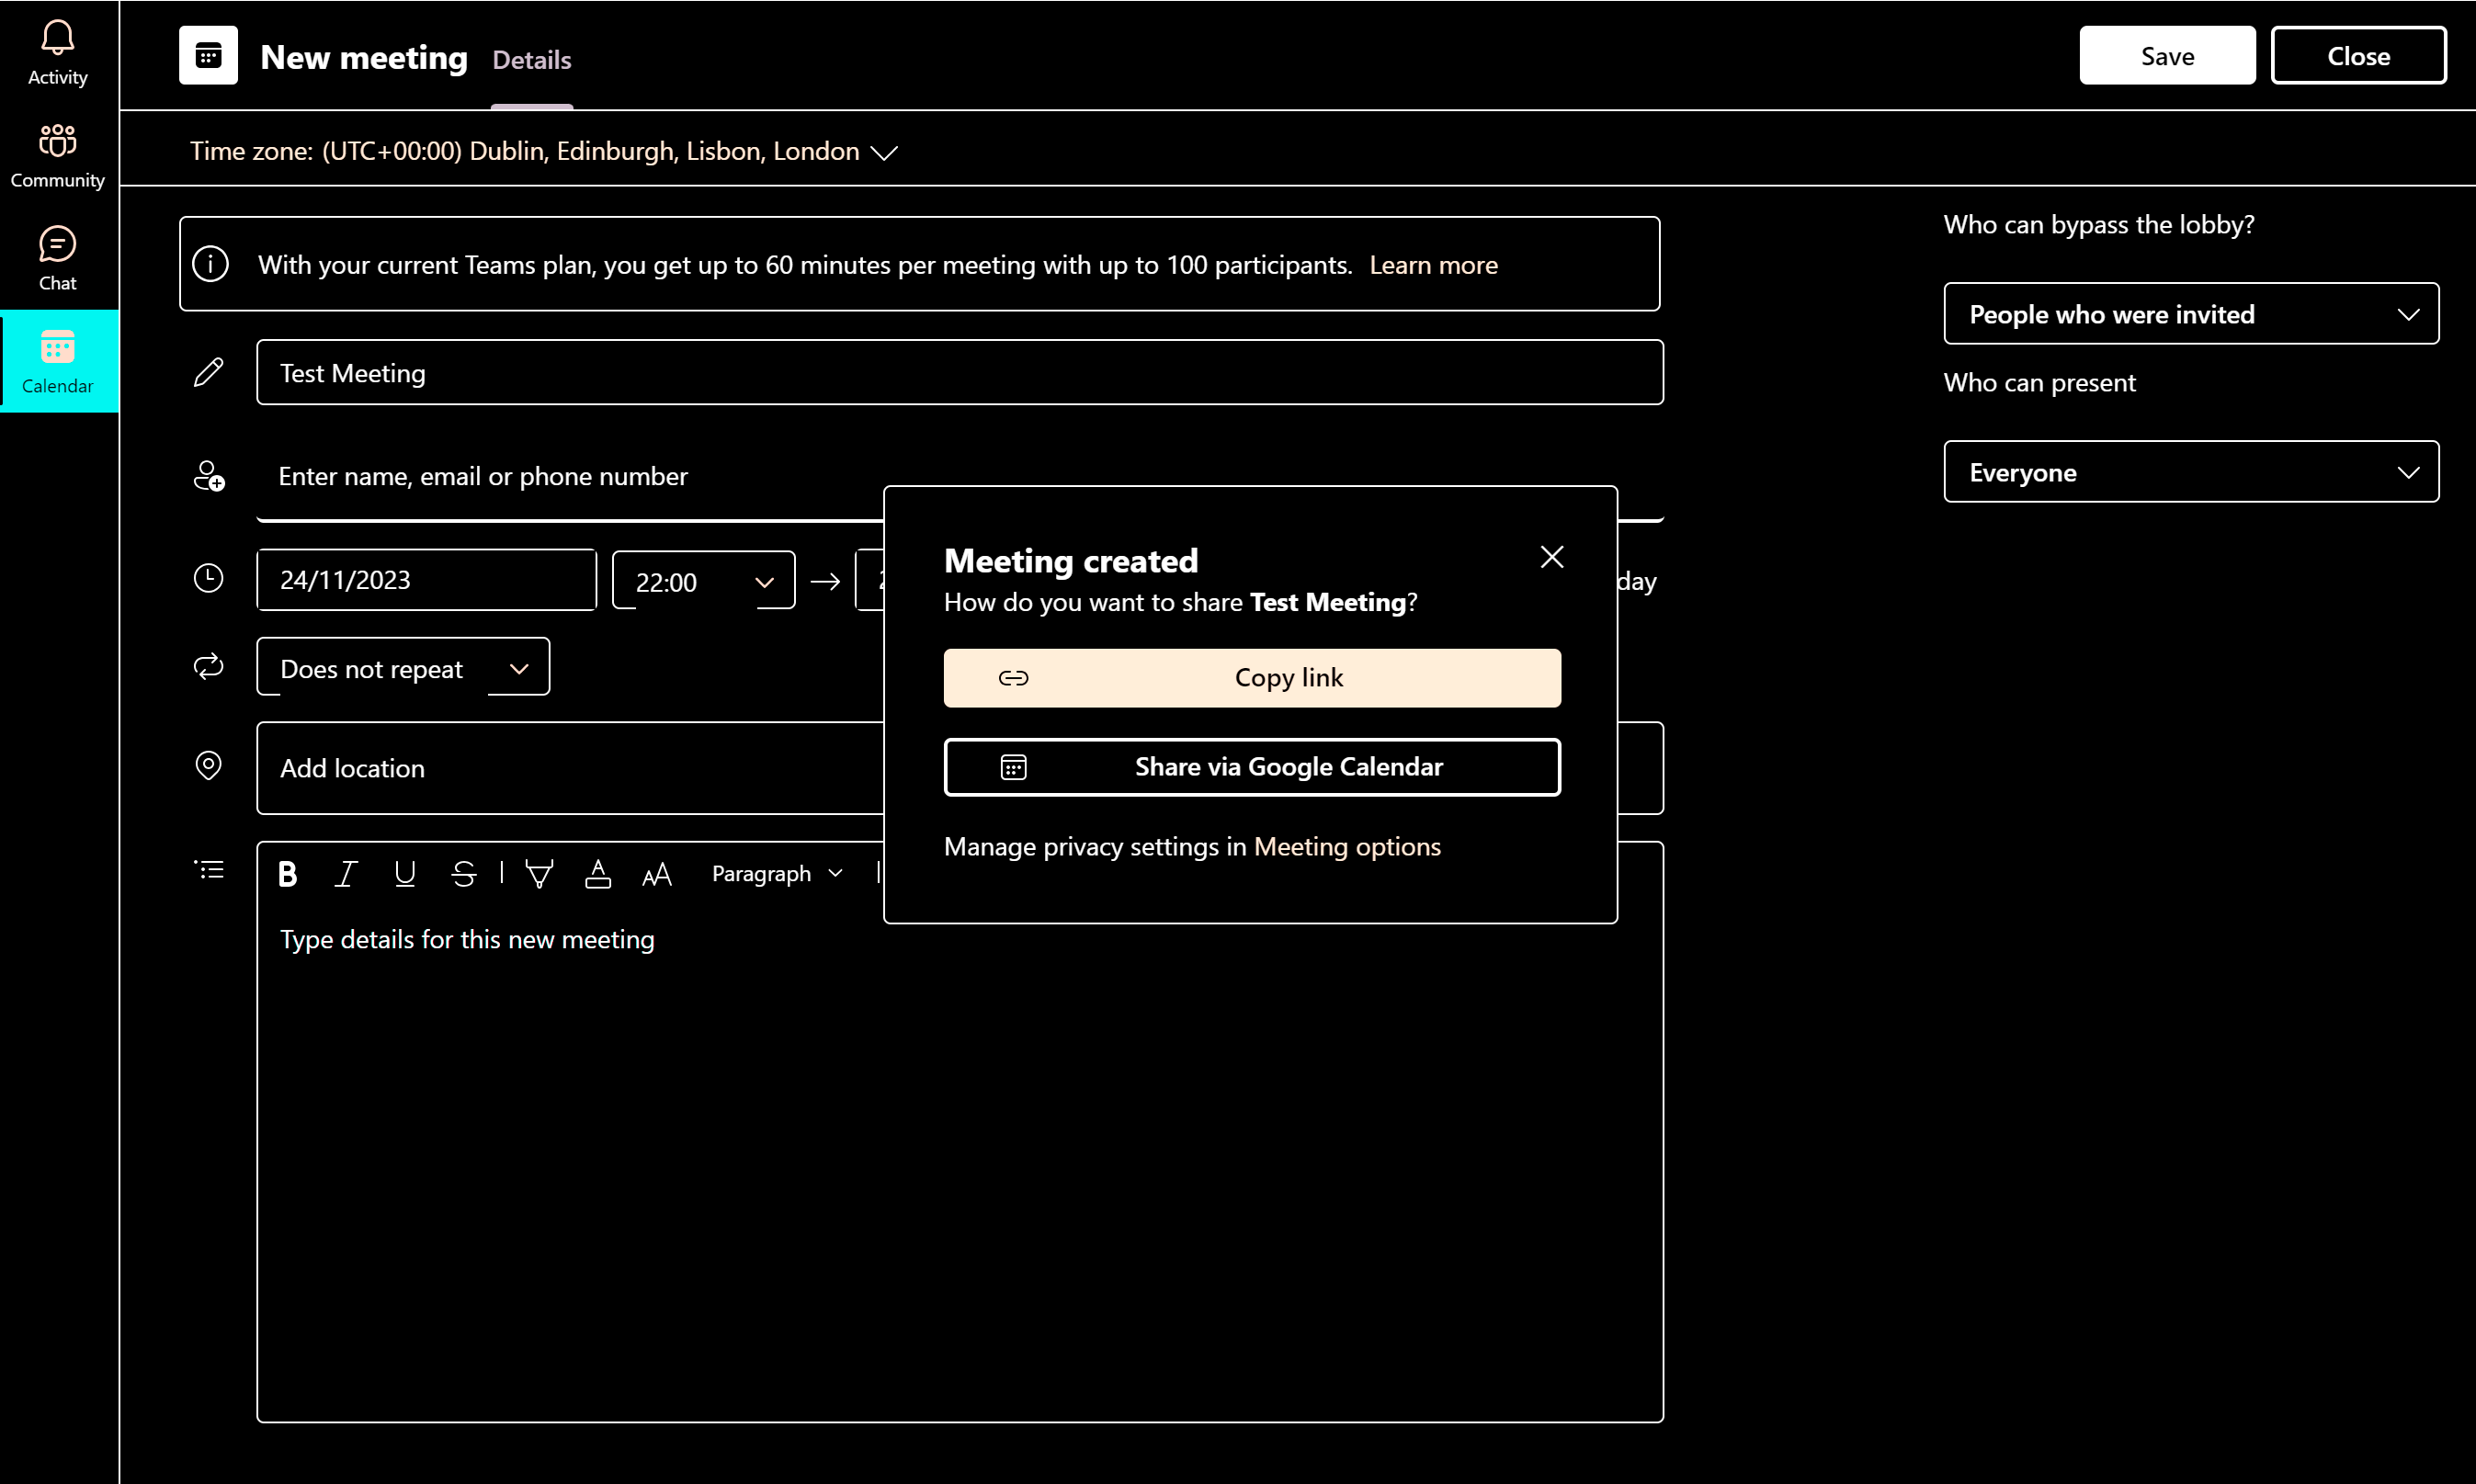 Activity
Community
Chat
Calendar
New meeting Details
Save
Close
Time zone: (UTC+00:00) Dublin, Edinburgh, Lisbon, London
With your current Teams plan, you get up to 60 minutes per meeting with up to 100 participants. Learn more
Test Meeting
Enter name, email or phone number
24/11/2023 22:00
day
Does not repeat
Add location
B I U S A AA Paragraph
Type details for this new meeting
Meeting created
How do you want to share Test Meeting?
Copy link
Share via Google Calendar
Manage privacy settings in Meeting options
Who can bypass the lobby?
People who were invited
Who can present
Everyone